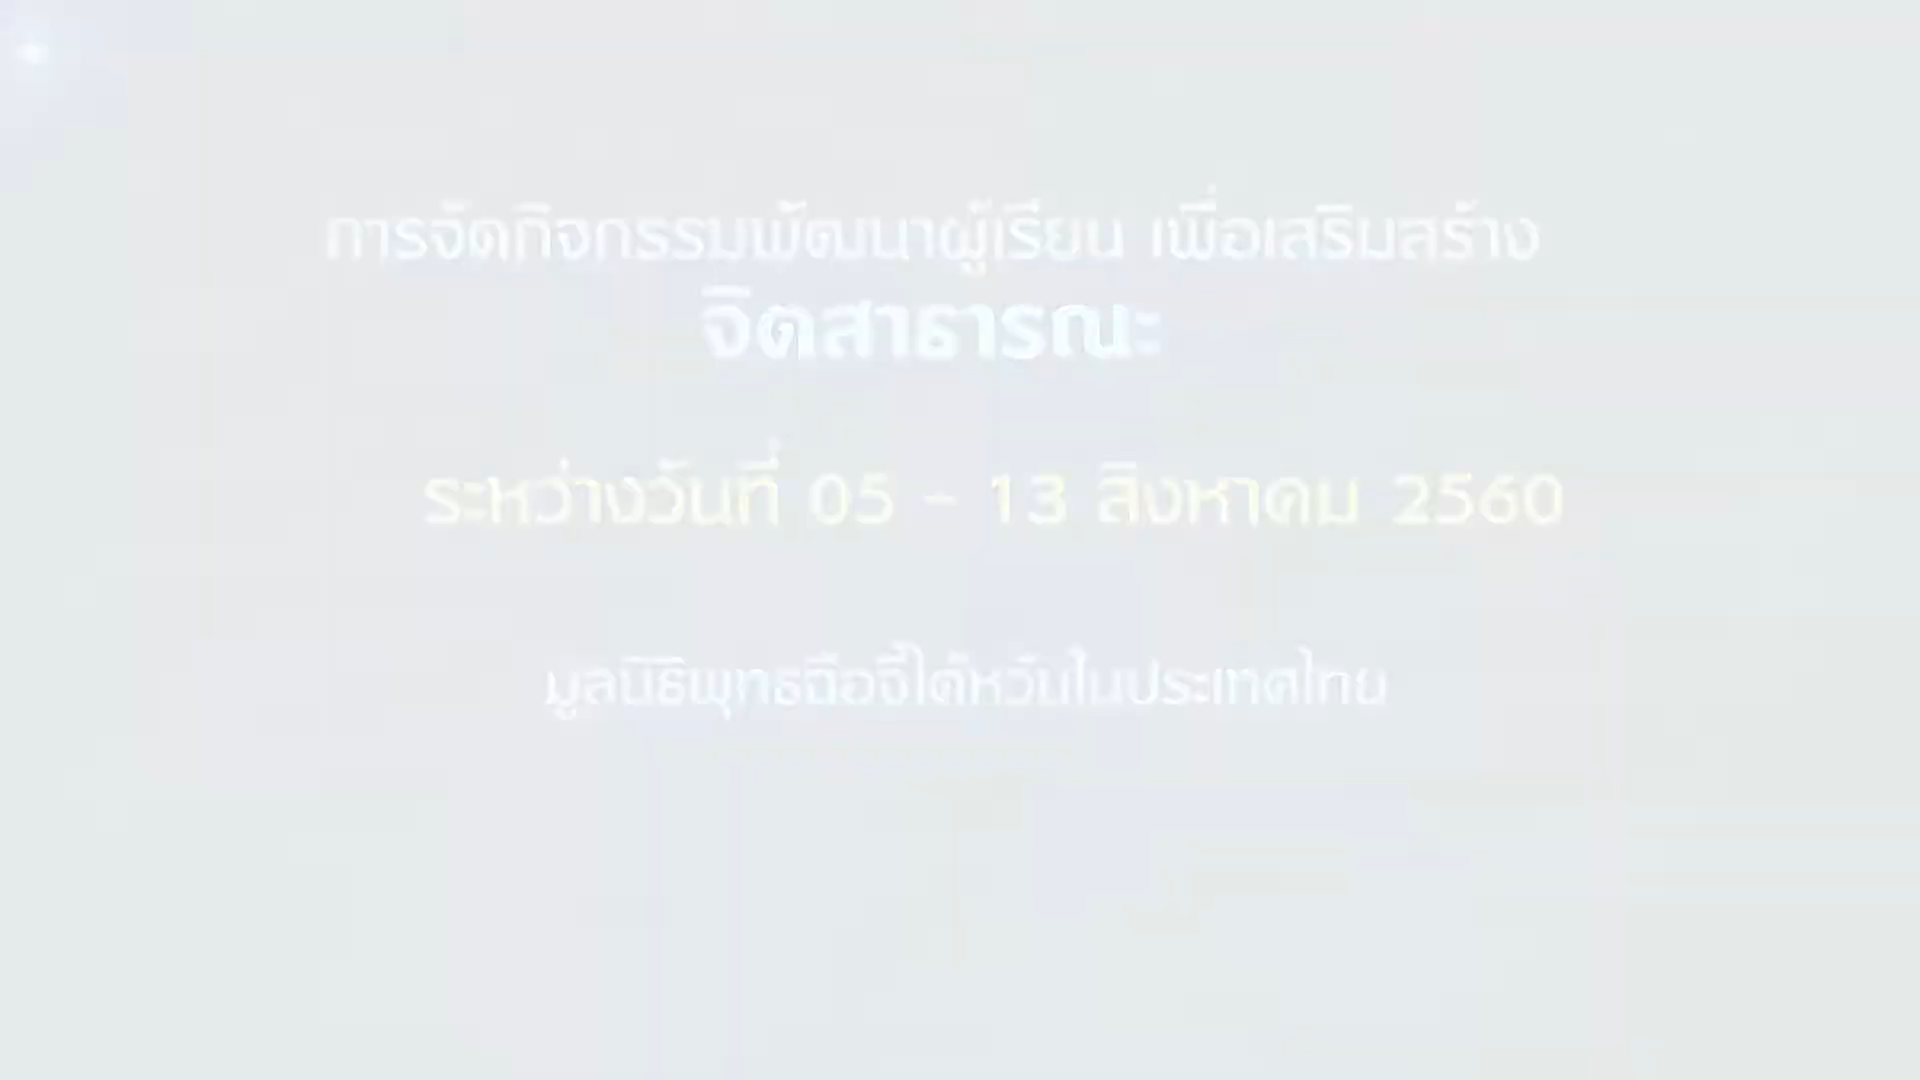 การจัดกิจกรรมพัฒนาผู้เรียน เพื่อเสริมสร้าง
จิตสาธารณะ
ระหว่างวันที่ 05 - 13 สิงหาคม 2560
มูลนิธิพุทธฉือจี้ไต้หวันในประเทศไทย